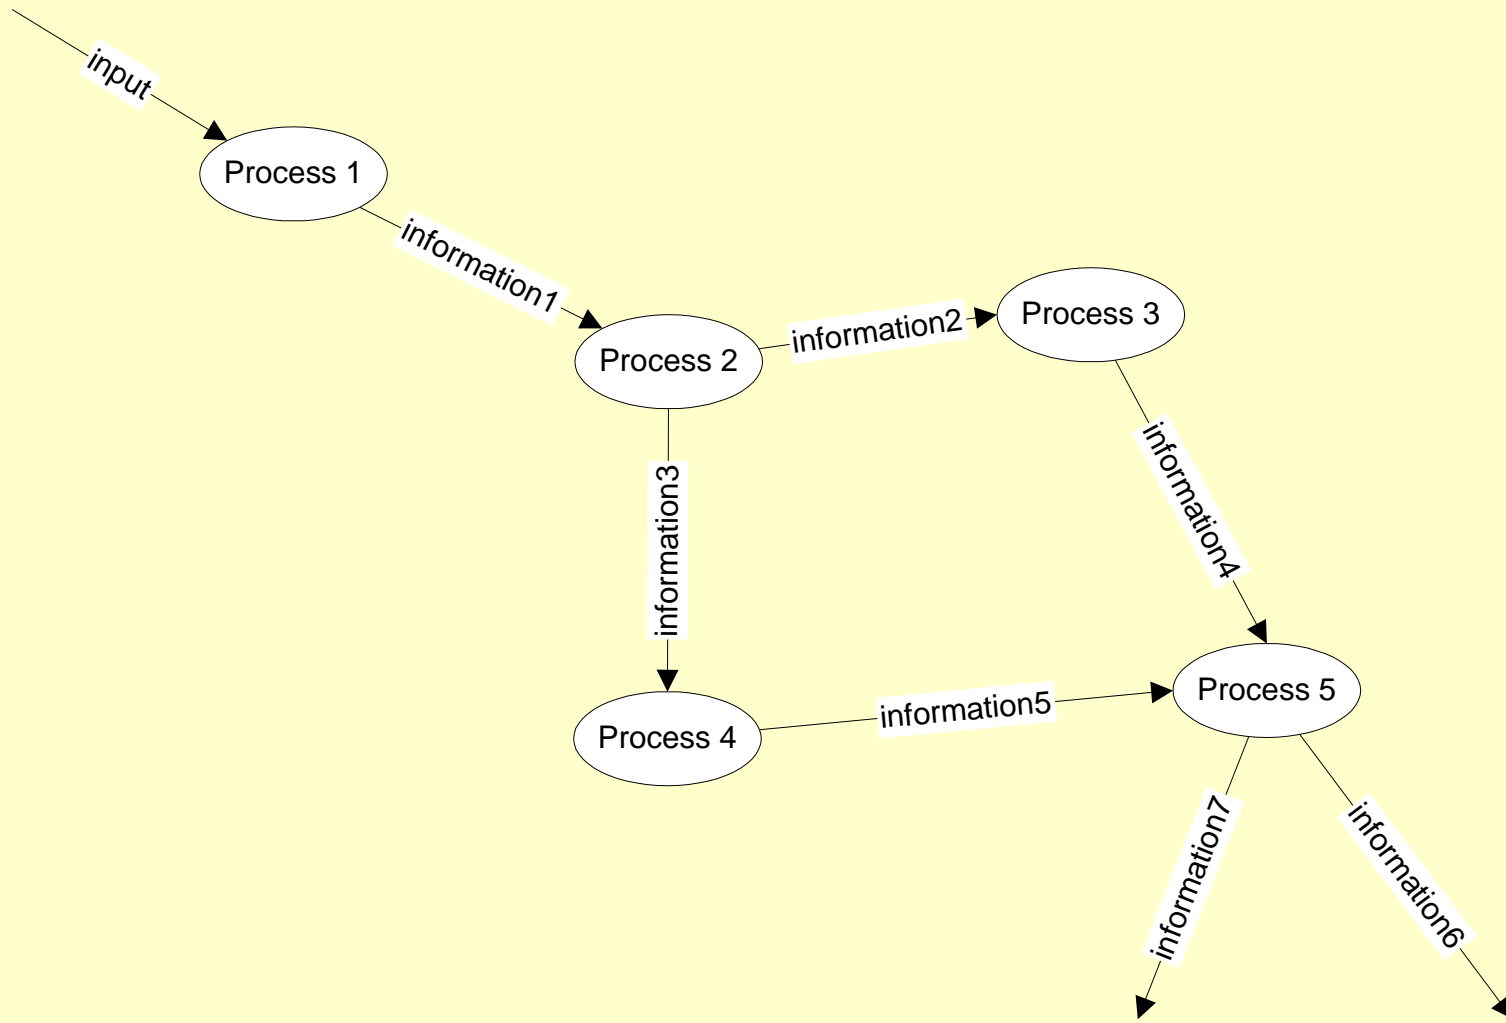 input
Process 1
information1
Process 2
information2
Process 3
information3
information4
Process 4
information5
Process 5
information7
information6